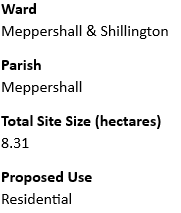 Ward
Meppershall & Shillington
Parish
Meppershall
Total Site Size (hectares)
8.31
Proposed Use
Residential